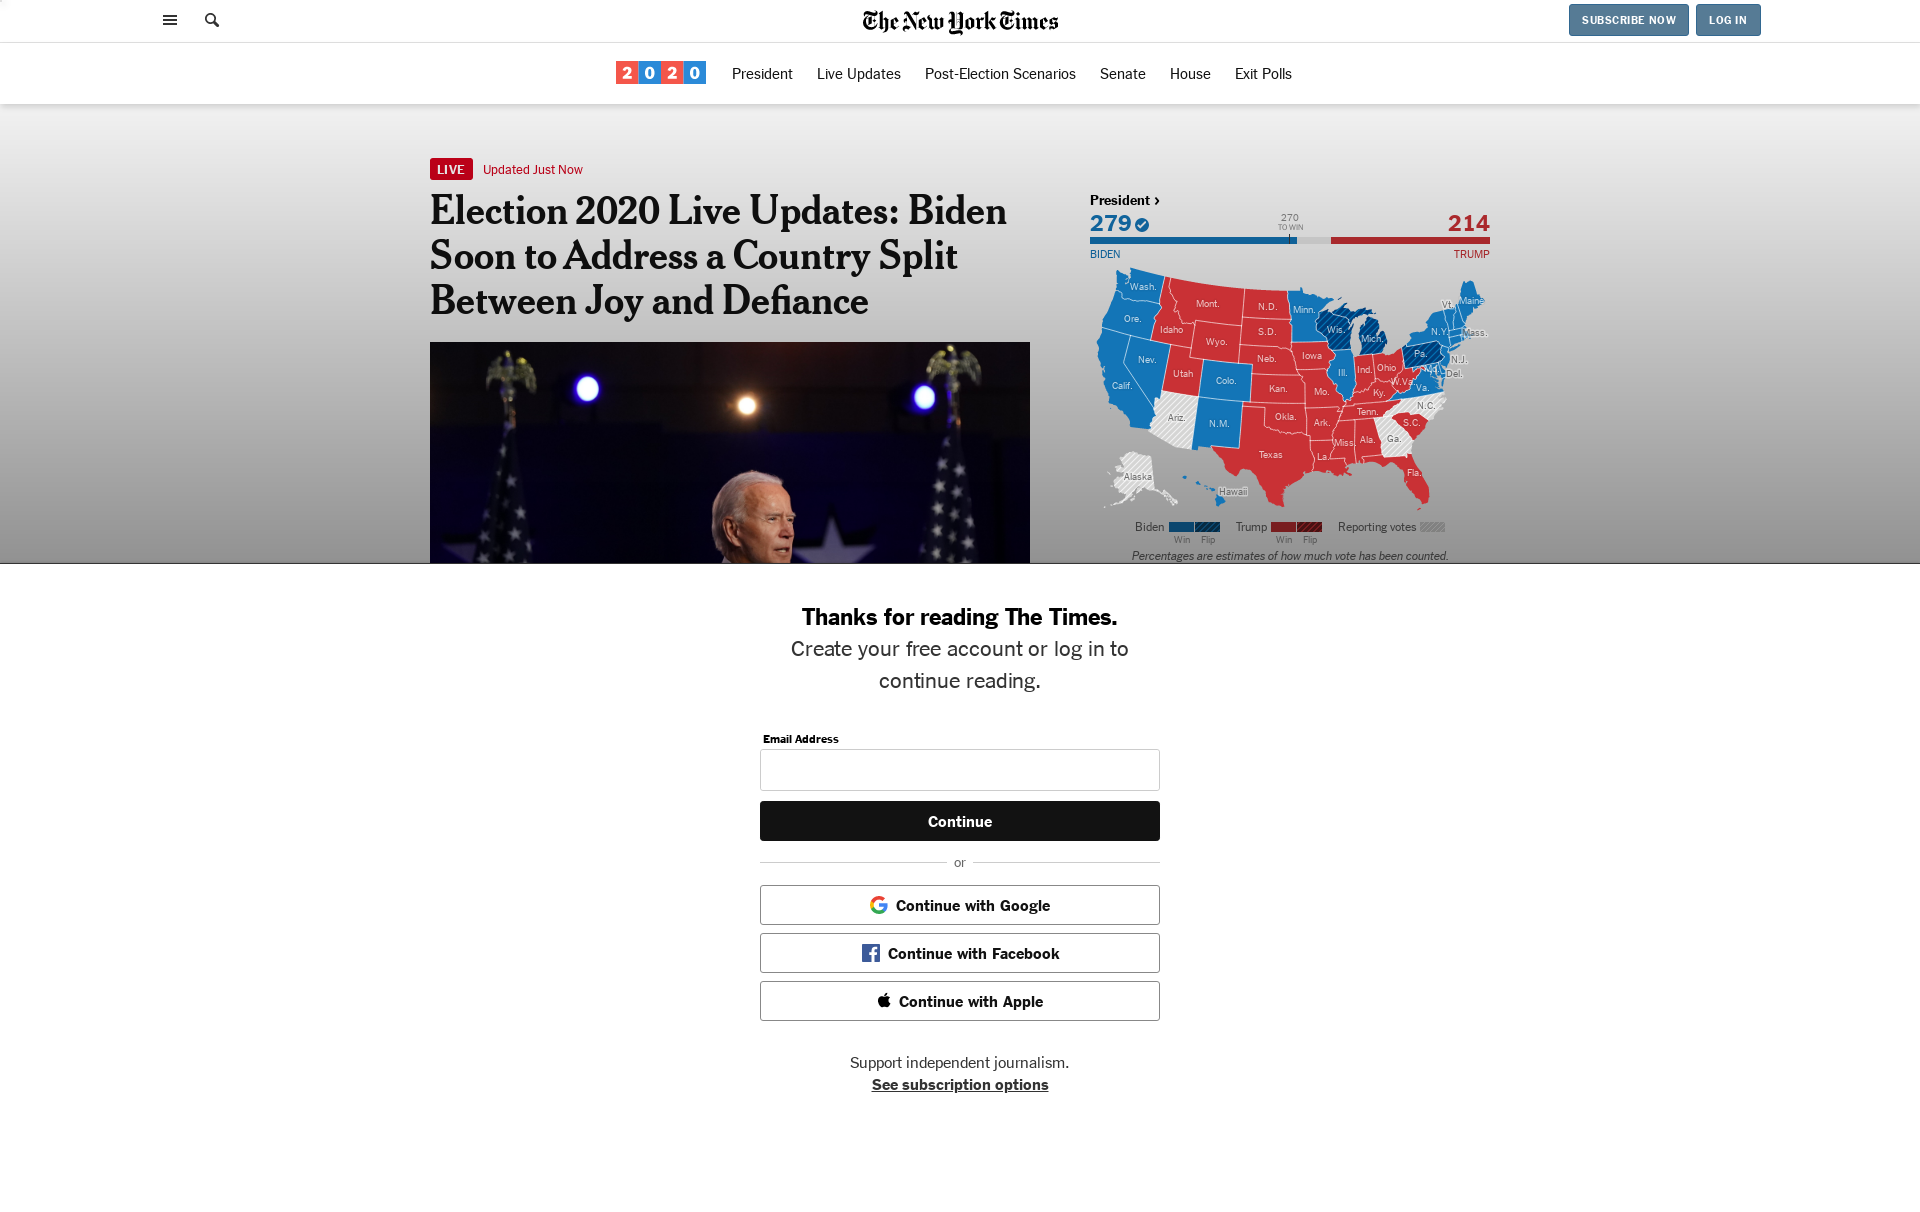 The New York Times
SUBSCRIBE NOW
LOG IN
2020
President
Live Updates
Post-Election Scenarios
Senate
House
Exit Polls
LIVE
Updated Just Now
Election 2020 Live Updates: Biden
Soon to Address a Country Split
Between Joy and Defiance
President ›
279
270
TO WIN
214
BIDEN
TRUMP
Wash.
Mont.
N.D.
Minn.
Vt.
Maine
Ore.
Idaho
S.D.
Wis.
N.Y.
Mass.
Wyo.
Mich.
Nev.
Neb.
Iowa
Pa.
N.J.
Utah
Colo.
Ill.
Ind.
Ohio
Md.
Del.
Calif.
Kan.
Mo.
Ky.
W.Va.
Va.
Ariz.
N.M.
Okla.
Ark.
Tenn.
N.C.
S.C.
Texas
La.
Miss.
Ala.
Ga.
Alaska
Hawaii
Fla.
Biden
Trump
Reporting votes
Win
Flip
Win
Flip
Percentages are estimates of how much vote has been counted.
Thanks for reading The Times.
Create your free account or log in to
continue reading.
Email Address
Continue
or
Continue with Google
Continue with Facebook
Continue with Apple
Support independent journalism.
See subscription options